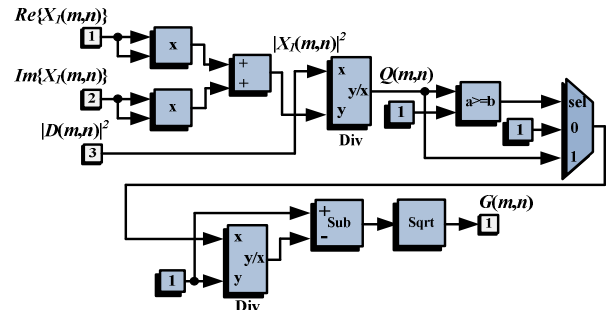 Re{X1(m,n)}
1
x
Im{X1(m,n)}
2
x
+
+
|X1(m,n)|²
|D(m,n)|²
3
x
y/x
y
Div
Q(m,n)
1
a>=b
1
sel
0
1
x
y/x
y
Div
1
+
-
Sub
Sqrt
G(m,n)
1